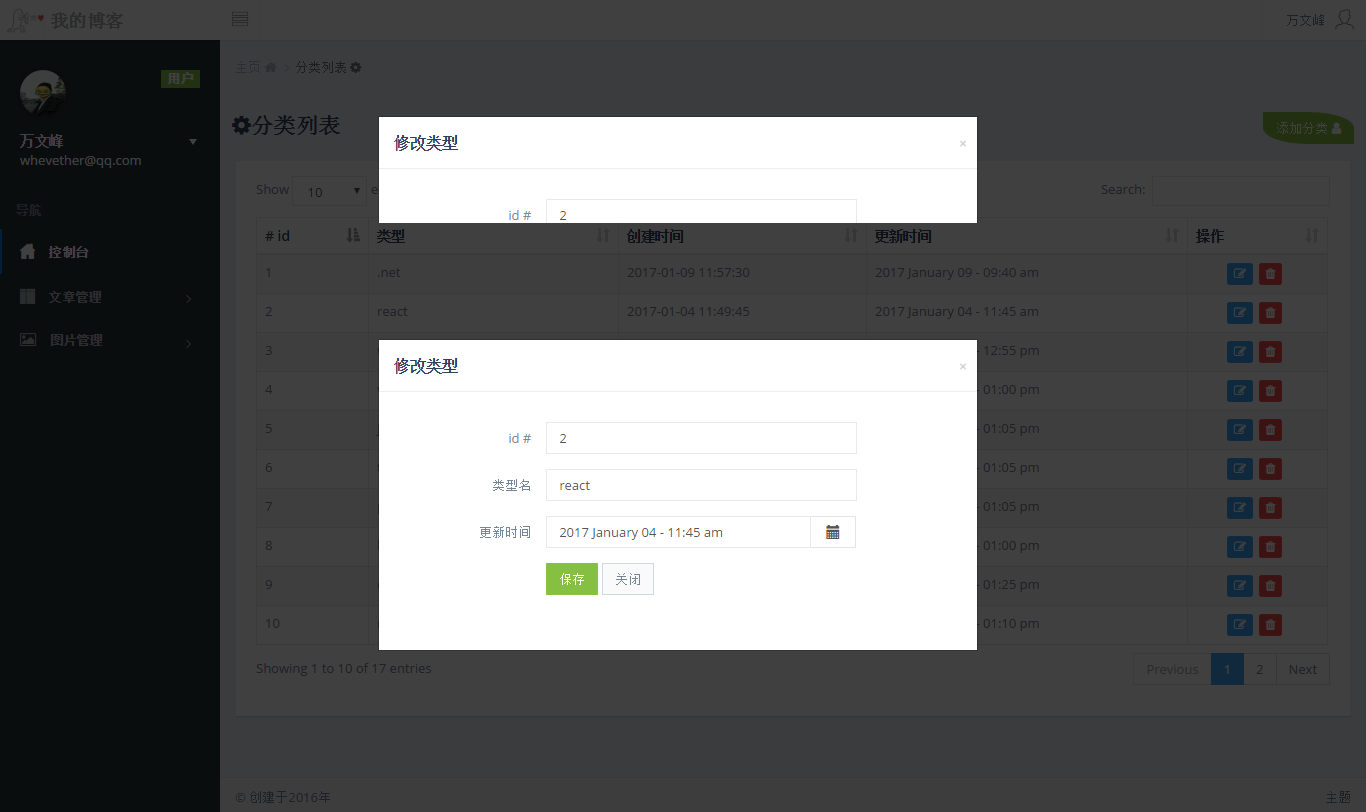 我的博客
万文峰
用户
万文峰
whevether@qq.com
导航
控制台
文章管理
图片管理
主页 > 分类列表
分类列表
添加分类
修改类型 ×
id # 2
Show 10 e
Search:
# id 类型 创建时间 更新时间 操作
1 .net 2017-01-09 11:57:30 2017 January 09 - 09:40 am
2 react 2017-01-04 11:49:45 2017 January 04 - 11:45 am
3 - 12:55 pm
4 - 01:00 pm
5 - 01:05 pm
6 - 01:05 pm
7 - 01:05 pm
8 - 01:00 pm
9 - 01:25 pm
10 - 01:10 pm
修改类型 ×
id # 2
类型名 react
更新时间 2017 January 04 - 11:45 am
保存 关闭
Showing 1 to 10 of 17 entries
Previous 1 2 Next
© 创建于2016年
主题